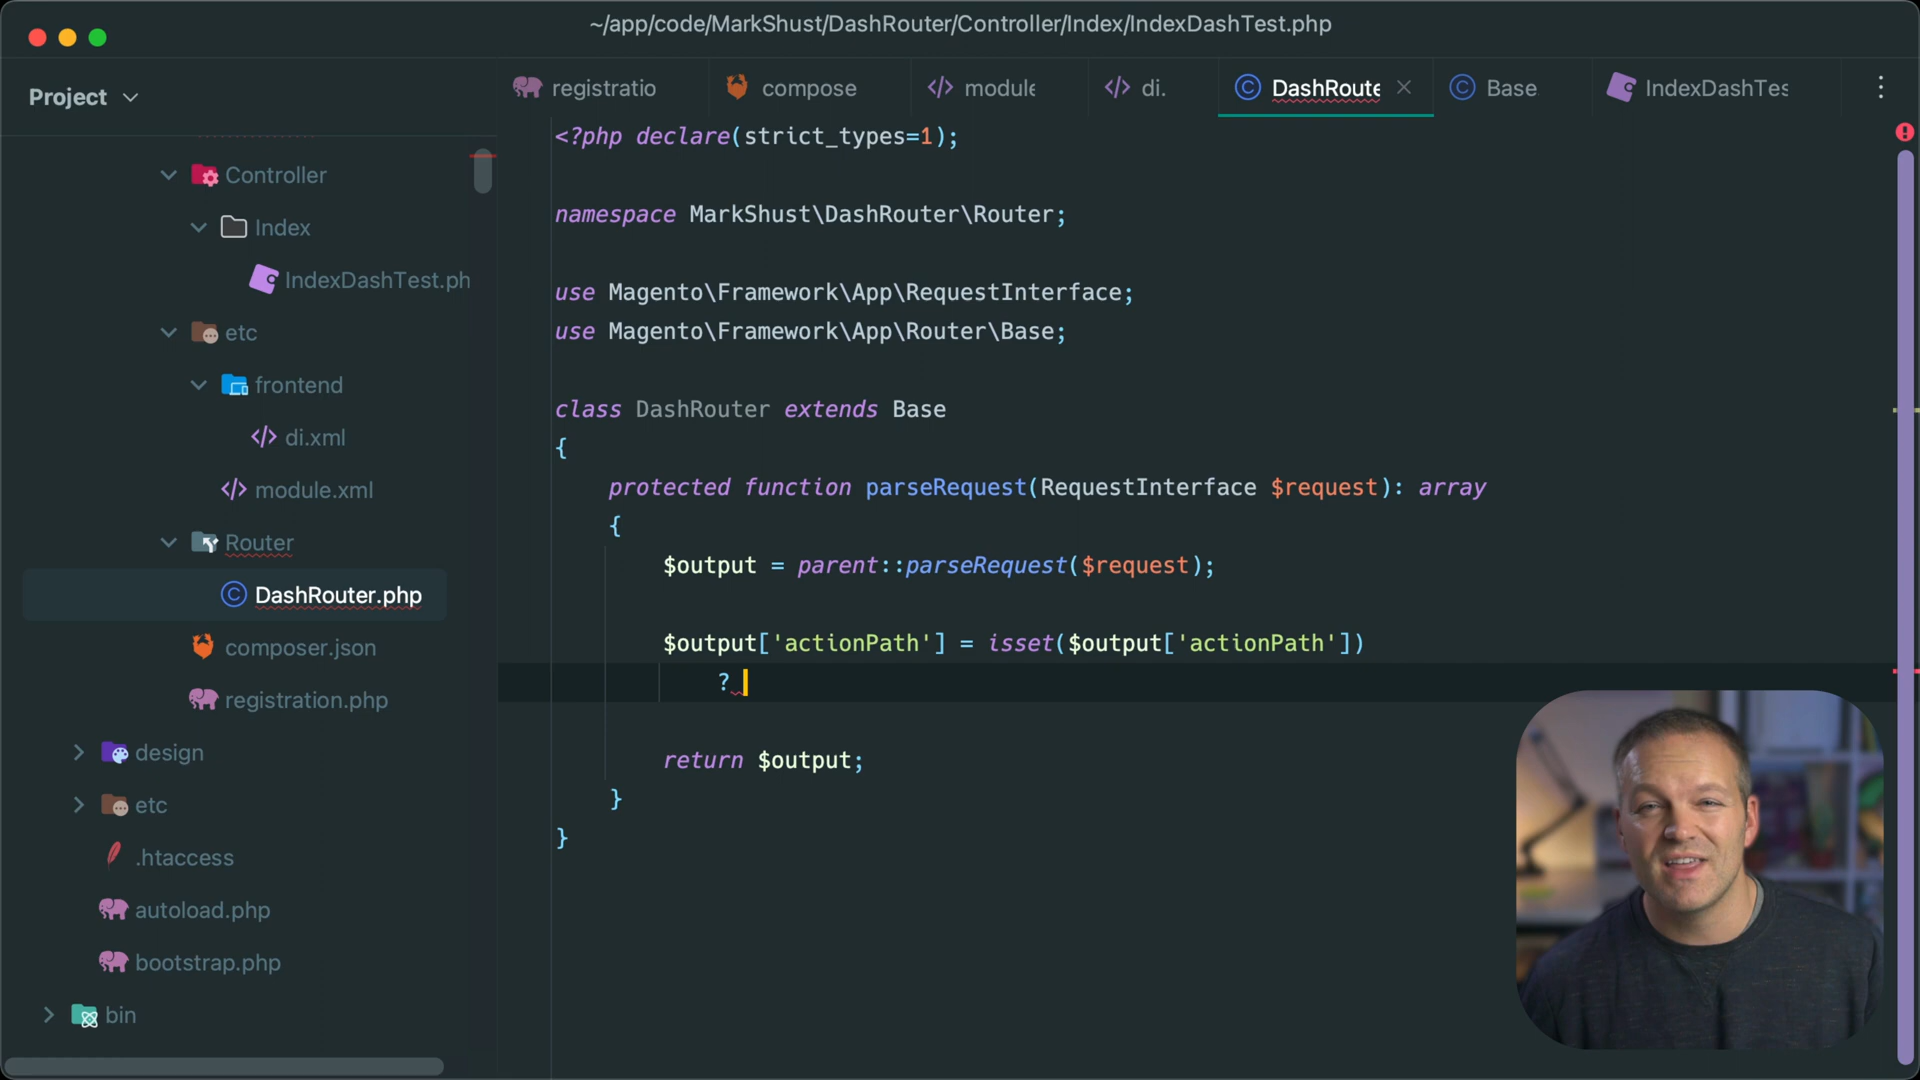 ~/app/code/MarkShust/DashRouter/Controller/Index/IndexDashTest.php
Project
registratio
compose
module
di.
DashRoute
Base
IndexDashTes
Controller
Index
IndexDashTest.ph
etc
frontend
di.xml
module.xml
Router
DashRouter.php
composer.json
registration.php
design
etc
.htaccess
autoload.php
bootstrap.php
bin
<?php declare(strict_types=1);
namespace MarkShust\DashRouter\Router;
use Magento\Framework\App\RequestInterface;
use Magento\Framework\App\Router\Base;
class DashRouter extends Base
{
protected function parseRequest(RequestInterface $request): array
{
$output = parent::parseRequest($request);
$output['actionPath'] = isset($output['actionPath'])
?
return $output;
}
}